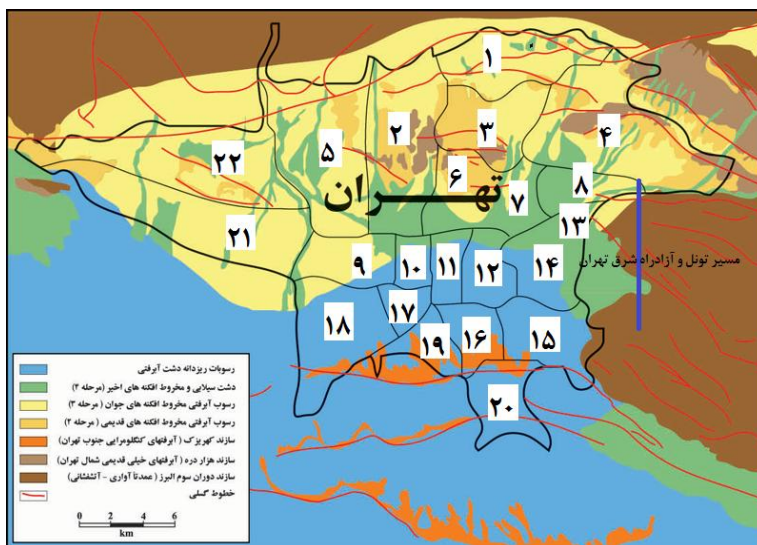 ۱
۲
۳
۴
۵
۶
۷
۸
۲۲
تهـــــران
۲۱
۱۳
۹
۱۰
۱۱
۱۲
۱۴
مسیر تونل و آزادراه شرق تهران
۱۸
۱۷
۱۹
۱۶
۱۵
۲۰
رسوبات ریزدانه دشت آبرفتی
دشت سیلابی و مخروط افکنه های اخیر (مرحله ۴)
رسوب آبرفتی مخروط افکنه های جوان (مرحله ۳)
رسوب آبرفتی مخروط افکنه های قدیمی (مرحله ۲)
سازند کهریزک (آبرفتهای کنگلومرایی جنوب تهران)
سازند هزار دره (آبرفتهای خیلی قدیمی شمال تهران)
سازند دوران سوم البرز (عمدتاً آواری - آتشفشانی)
خطوط گسلی
0 2 4 6
km